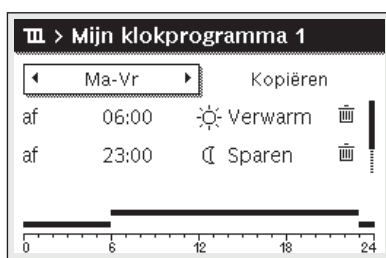 > Mijn klokprogramma 1
Ma-Vr Kopiëren
af 06:00 Verwarm
af 23:00 Sparen
0 6 12 18 24